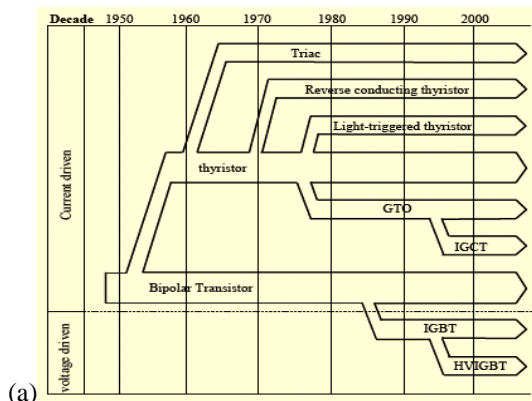 Decade 1950 1960 1970 1980 1990 2000
Triac
Reverse conducting thyristor
Light-triggered thyristor
thyristor
GTO
IGCT
Bipolar Transistor
IGBT
HVIGBT
Current driven
voltage driven
(a)